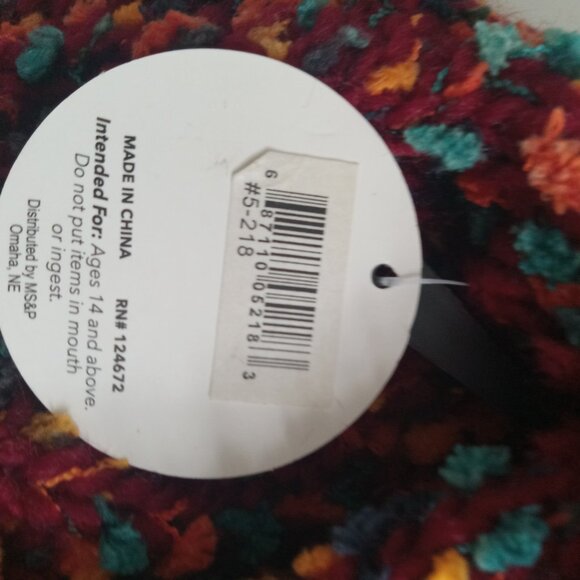 MADE IN CHINA RN# 124672
Intended For: Ages 14 and above.
Do not put items in mouth
or ingest.
Distributed by MS&P
Omaha, NE
6 87110 05218 3
#5-218